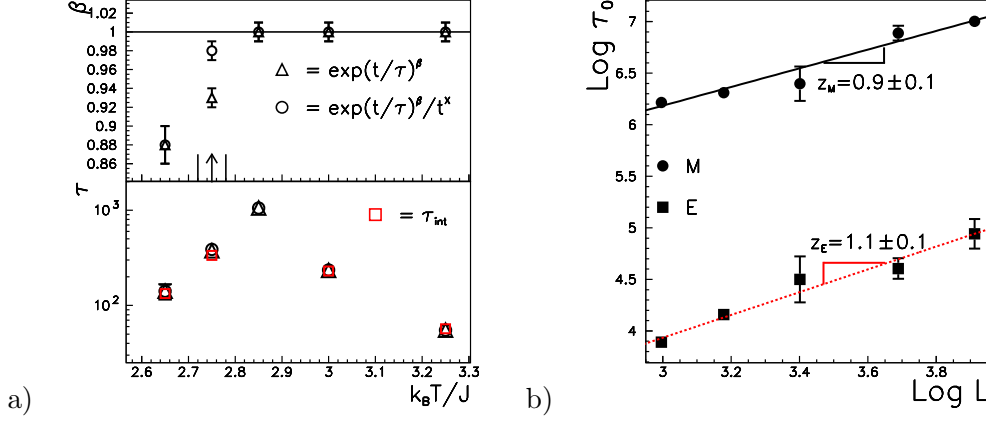 β
1.02
1
0.98
0.96
0.94
0.92
0.9
0.88
0.86
△ = exp(t/τ)^β
○ = exp(t/τ)^β/t^x
τ
10^3
10^2
□ = τ_int
2.6 2.7 2.8 2.9 3 3.1 3.2 3.3
k_B T/J
a)
Log τ_0
7
6.5
6
5.5
5
4.5
4
z_M=0.9±0.1
● M
■ E
z_E=1.1±0.1
3 3.2 3.4 3.6 3.8
Log L
b)